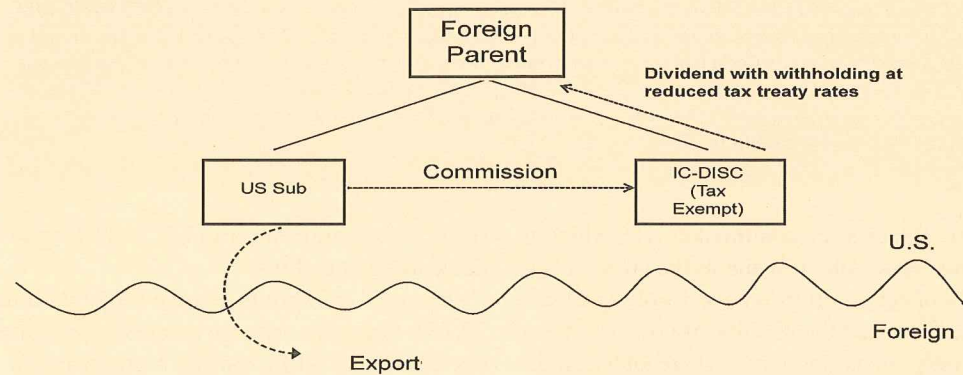 Foreign
Parent
Dividend with withholding at
reduced tax treaty rates
US Sub
Commission
IC-DISC
(Tax
Exempt)
U.S.
Foreign
Export